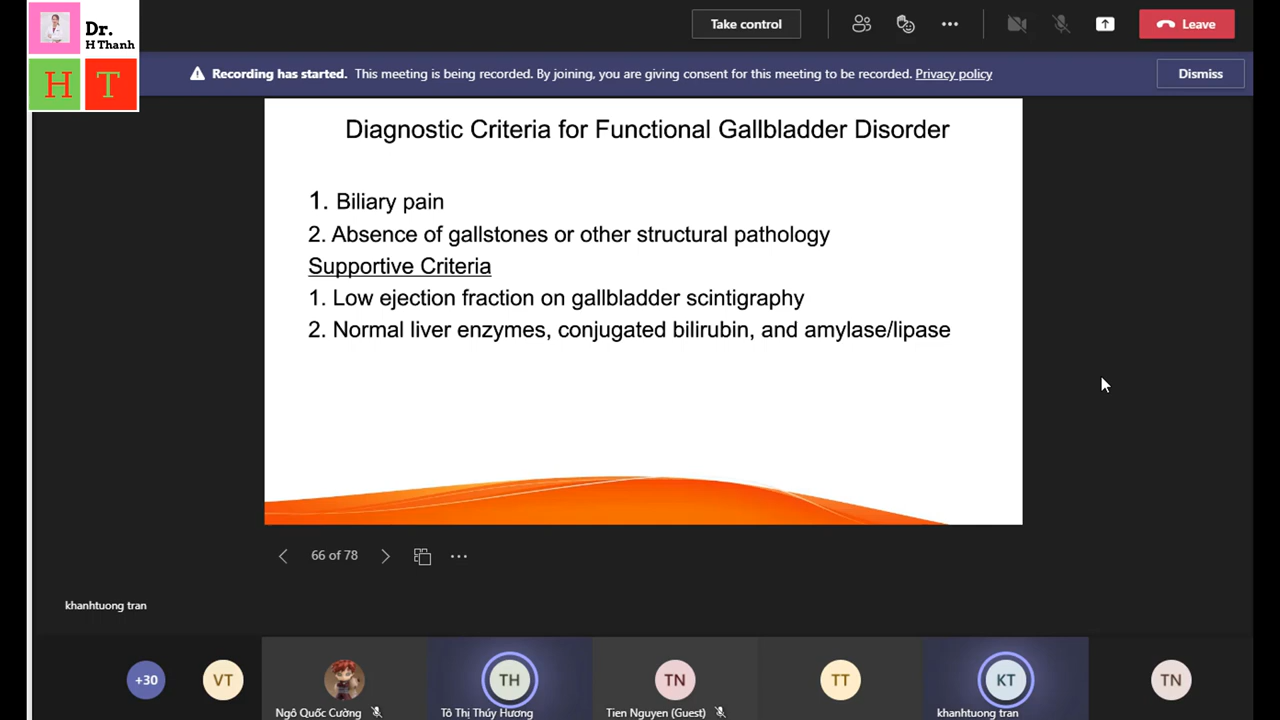 Dr.
H Thanh
H T
Take control
Leave
Recording has started. This meeting is being recorded. By joining, you are giving consent for this meeting to be recorded. Privacy policy
Dismiss
Diagnostic Criteria for Functional Gallbladder Disorder
1. Biliary pain
2. Absence of gallstones or other structural pathology
Supportive Criteria
1. Low ejection fraction on gallbladder scintigraphy
2. Normal liver enzymes, conjugated bilirubin, and amylase/lipase
66 of 78
khanhtuong tran
+30 VT TH TN TT KT TN
Ngô Quốc Cường Tô Thị Thúy Hương Tien Nguyen (Guest) khanhtuong tran